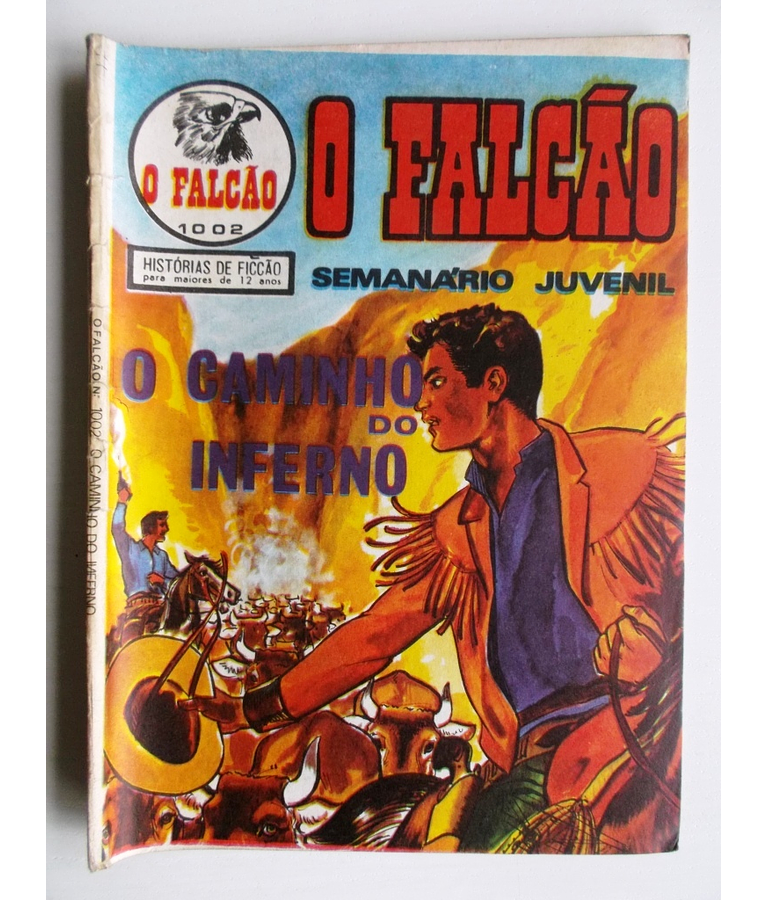 O FALCÃO
1002
HISTÓRIAS DE FICÇÃO
para maiores de 12 anos
O FALCÃO
SEMANÁRIO JUVENIL
O CAMINHO
DO
INFERNO
O FALCÃO N.º 1002 O CAMINHO DO INFERNO